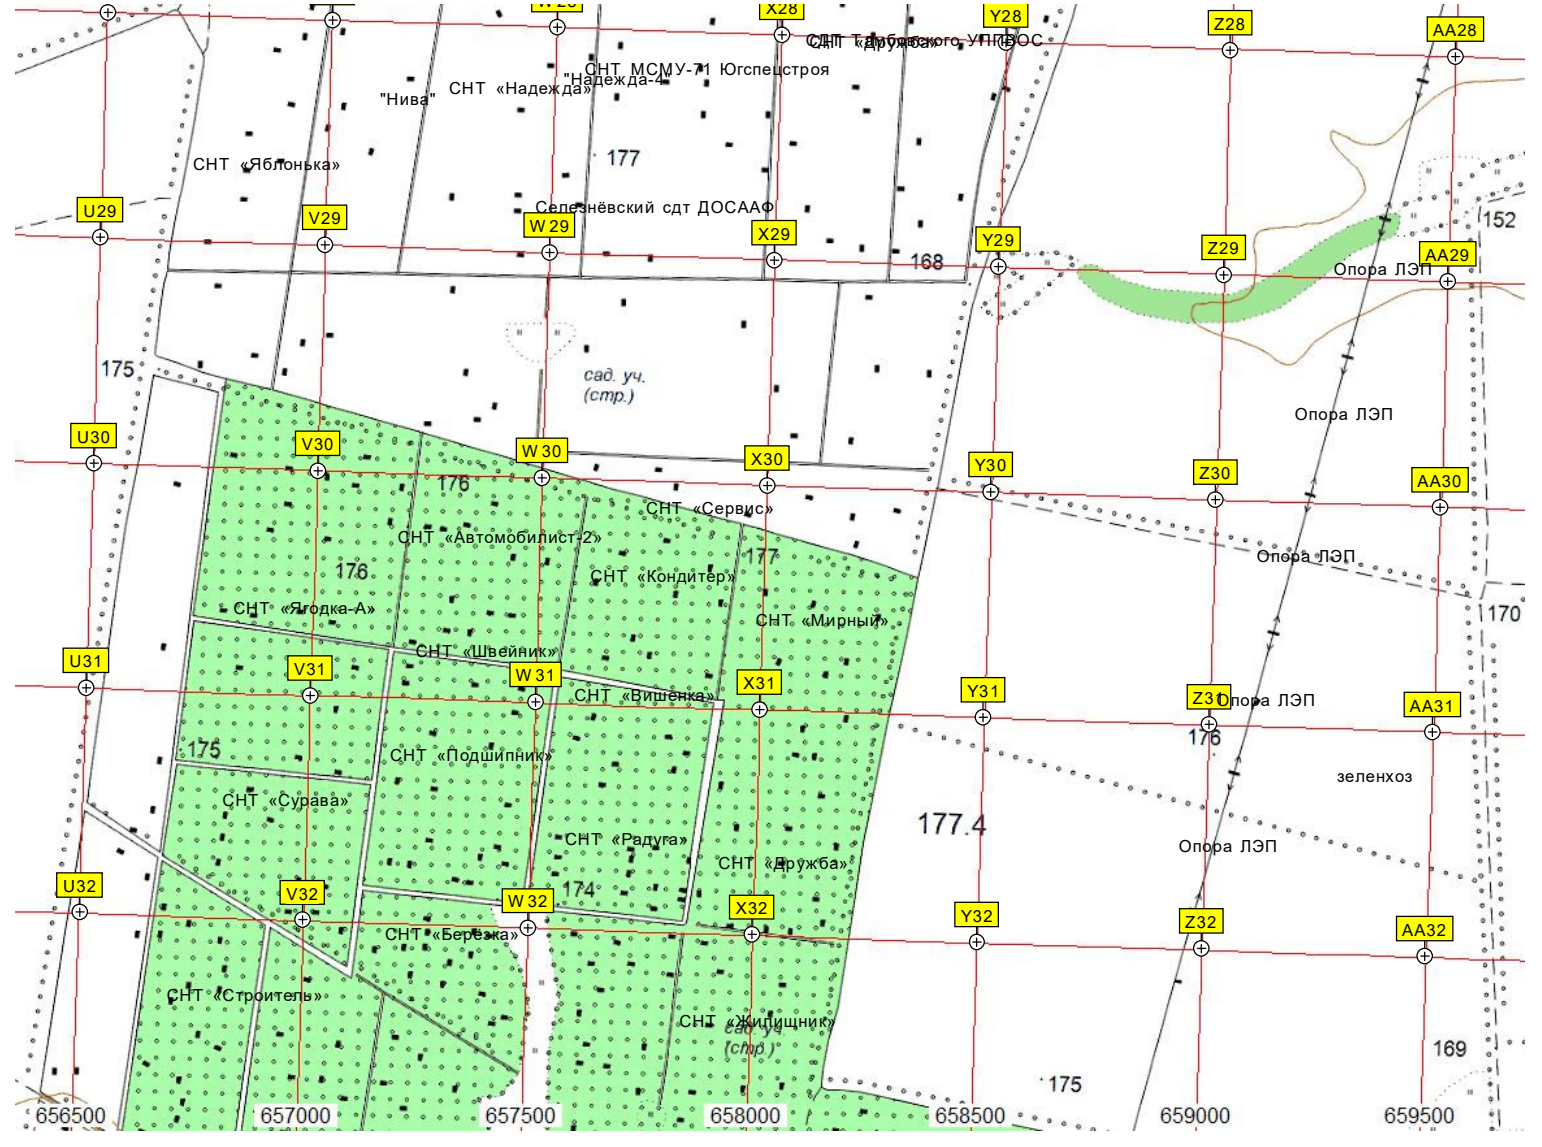 W28
X28
Y28
Z28
AA28
СНТ «Дружба»
СНТ МСМУ-71 Югспецстроя
"Надежда-4"
СНТ «Надежда»
"Нива"
177
СНТ «Яблонька»
Селезнёвский сдт ДОСААФ
U29
V29
W29
X29
Y29
Z29
AA29
152
168
Опора ЛЭП
175
сад. уч.
(стр.)
Опора ЛЭП
U30
V30
W30
X30
Y30
Z30
AA30
176
СНТ «Сервис»
СНТ «Автомобилист-2»
177
Опора ЛЭП
176
СНТ «Кондитер»
СНТ «Ягодка-А»
СНТ «Мирный»
170
СНТ «Швейник»
U31
V31
W31
X31
Y31
Z31
AA31
СНТ «Вишенка»
Опора ЛЭП
175
176
СНТ «Подшипник»
зеленхоз
СНТ «Сурава»
177.4
СНТ «Радуга»
Опора ЛЭП
СНТ «Дружба»
174
U32
V32
W32
X32
Y32
Z32
AA32
СНТ «Берёзка»
СНТ «Строитель»
СНТ «Жилищник»
сад. уч.
(стр.)
169
175
656500
657000
657500
658000
658500
659000
659500